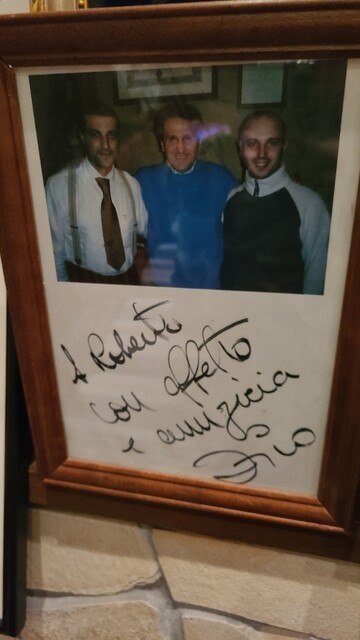 A Roberto
con affetto
e amicizia